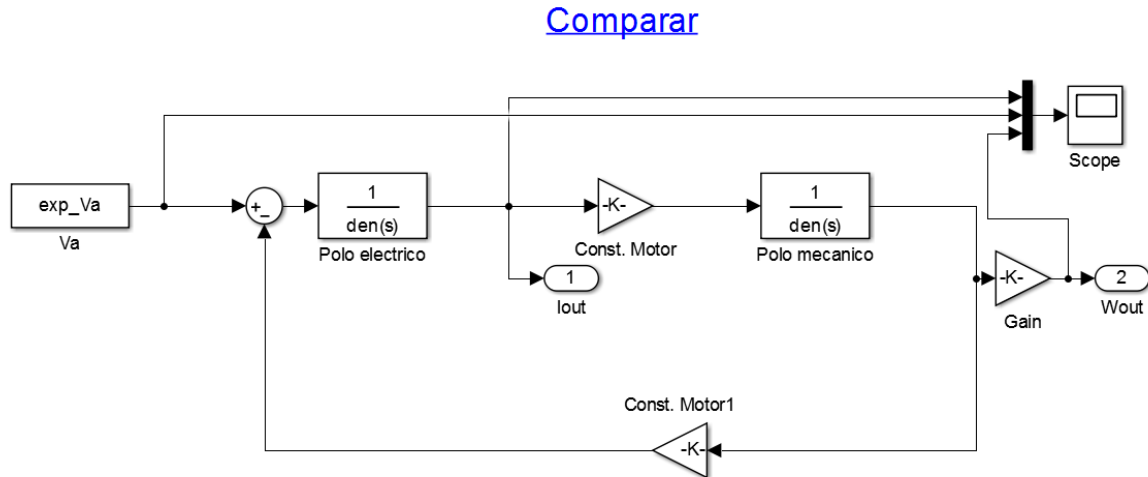 Comparar
Scope
exp_Va
Va
+
_
1
den(s)
Polo electrico
-K-
Const. Motor
1
den(s)
Polo mecanico
1
Iout
-K-
Gain
2
Wout
Const. Motor1
-K-